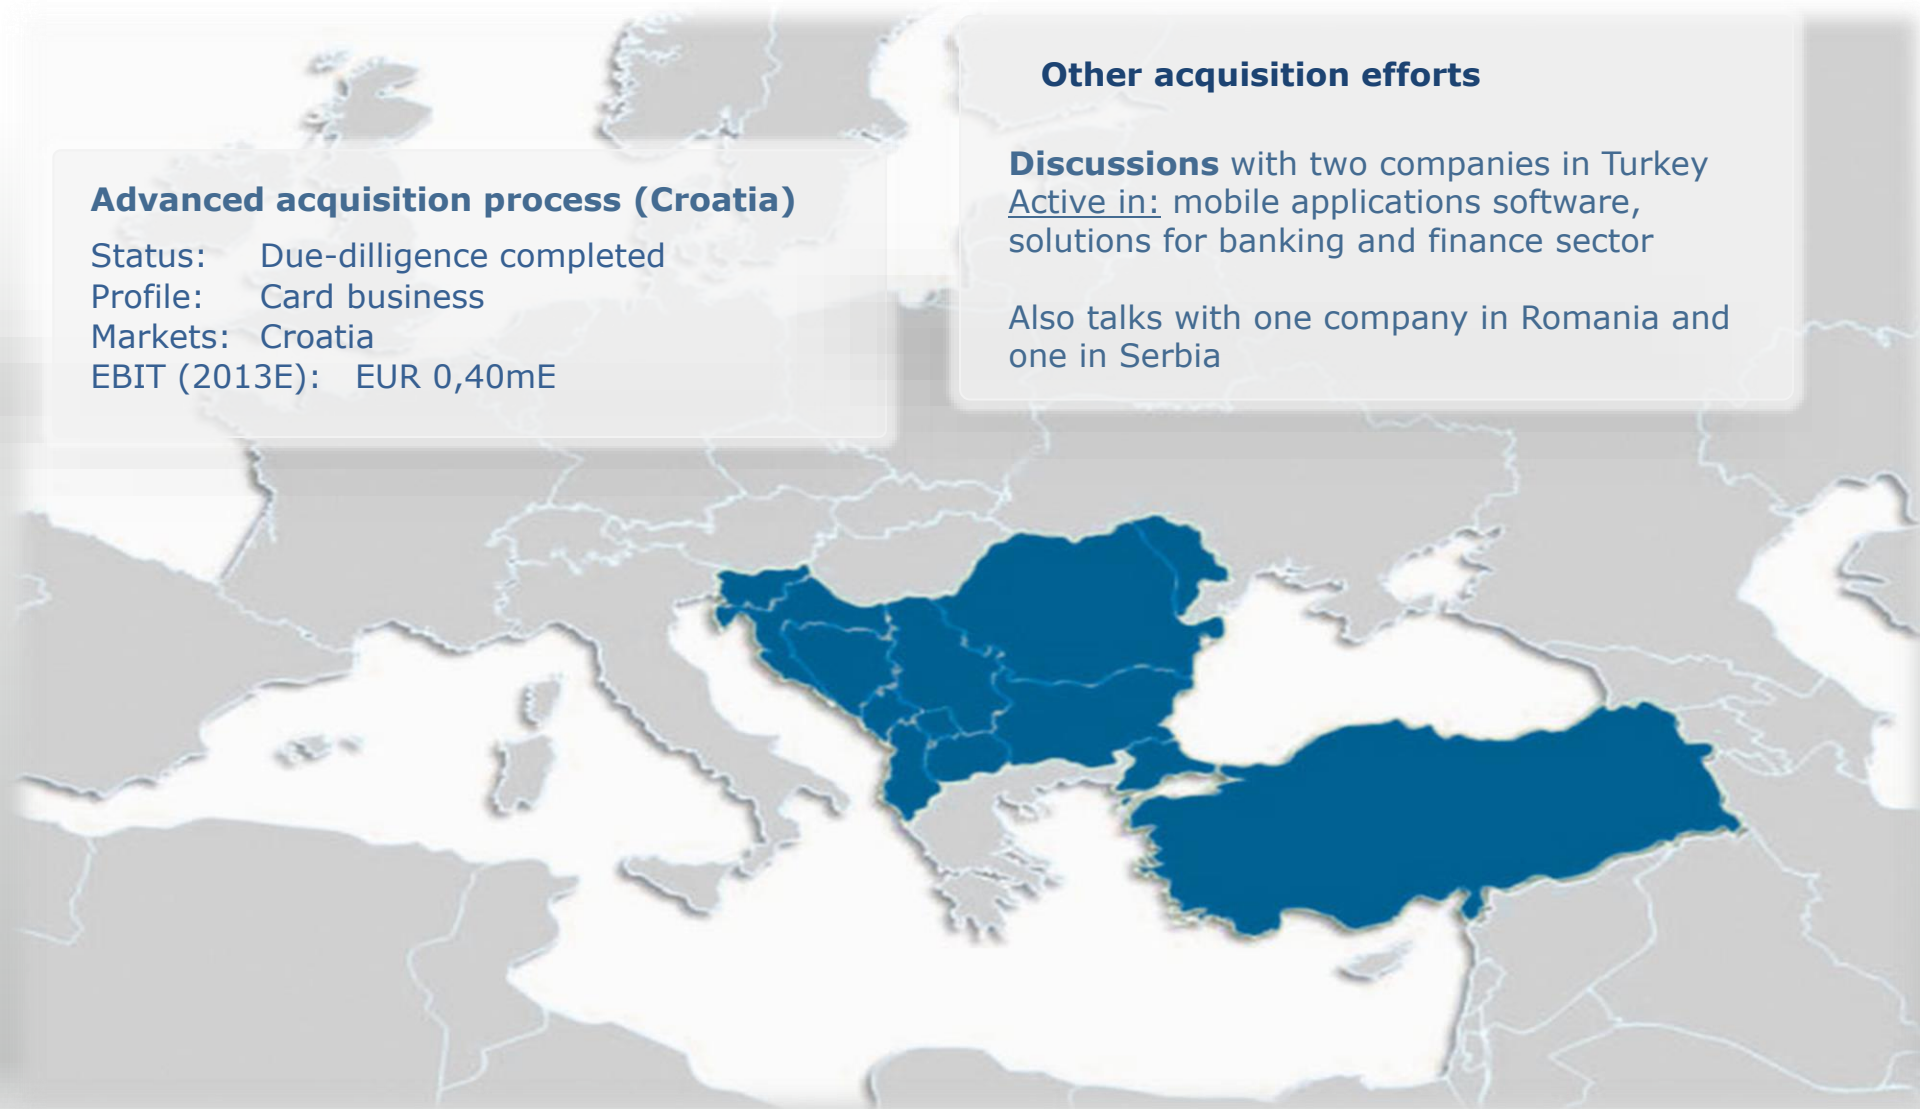 Advanced acquisition process (Croatia)
Status: Due-dilligence completed
Profile: Card business
Markets: Croatia
EBIT (2013E): EUR 0,40mE
Other acquisition efforts
Discussions with two companies in Turkey
Active in: mobile applications software,
solutions for banking and finance sector
Also talks with one company in Romania and
one in Serbia